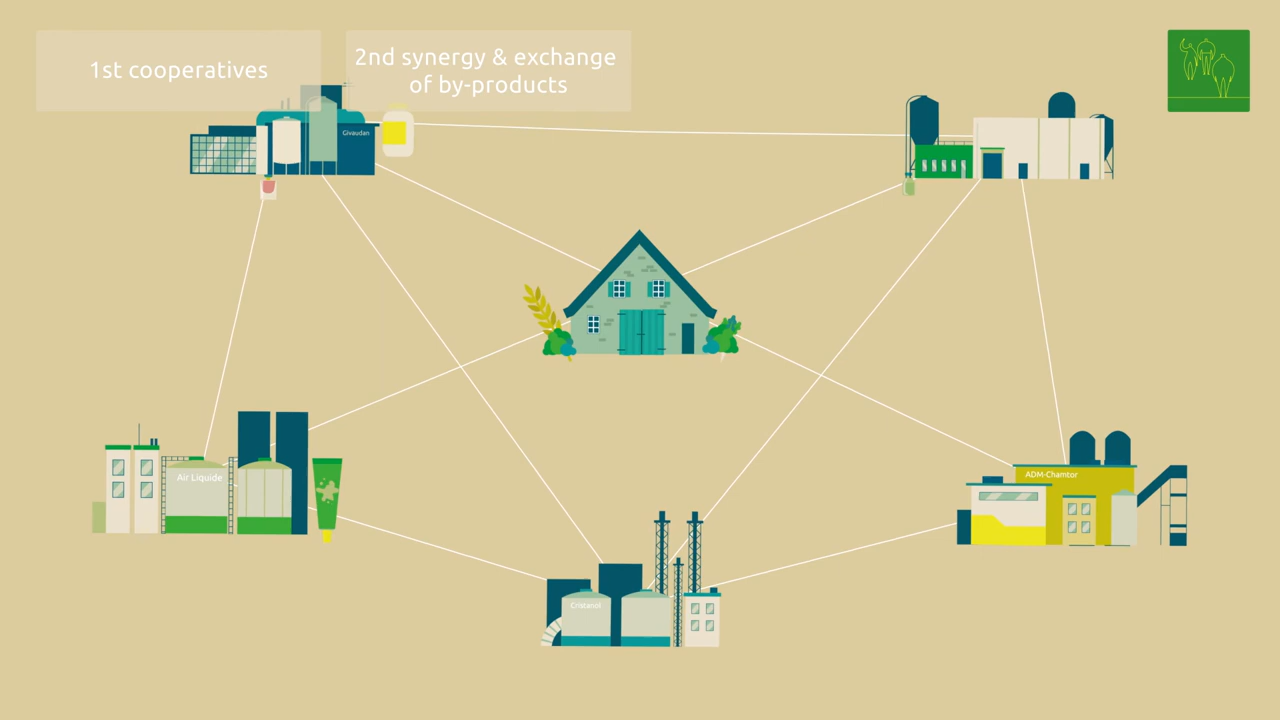 1st cooperatives
2nd synergy & exchange
of by-products
Givaudan
Air Liquide
ADM-Chamtor
Cristanol